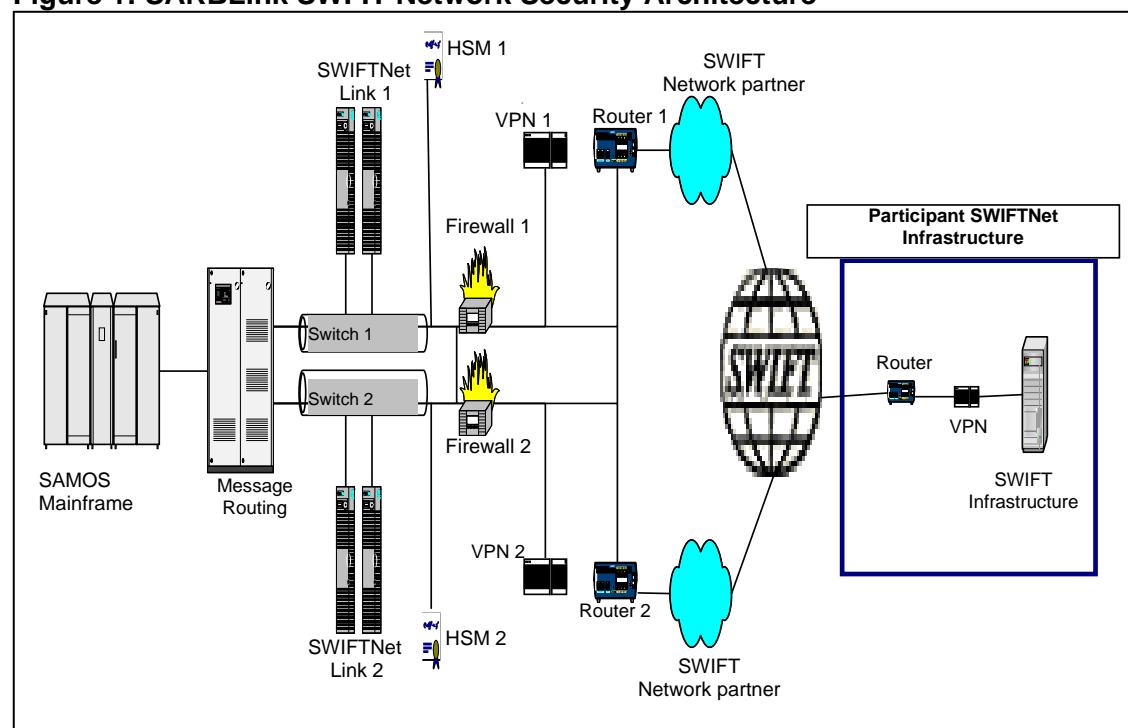 Figure 1: SARBLink SWIFT Network Security Architecture
HSM 1
SWIFTNet
Link 1
SWIFT
Network partner
VPN 1
Router 1
Firewall 1
Participant SWIFTNet
Infrastructure
Switch 1
Switch 2
SWIFT
Router
VPN
SWIFT
Infrastructure
Firewall 2
SAMOS
Mainframe
Message
Routing
VPN 2
Router 2
SWIFTNet
Link 2
HSM 2
SWIFT
Network partner